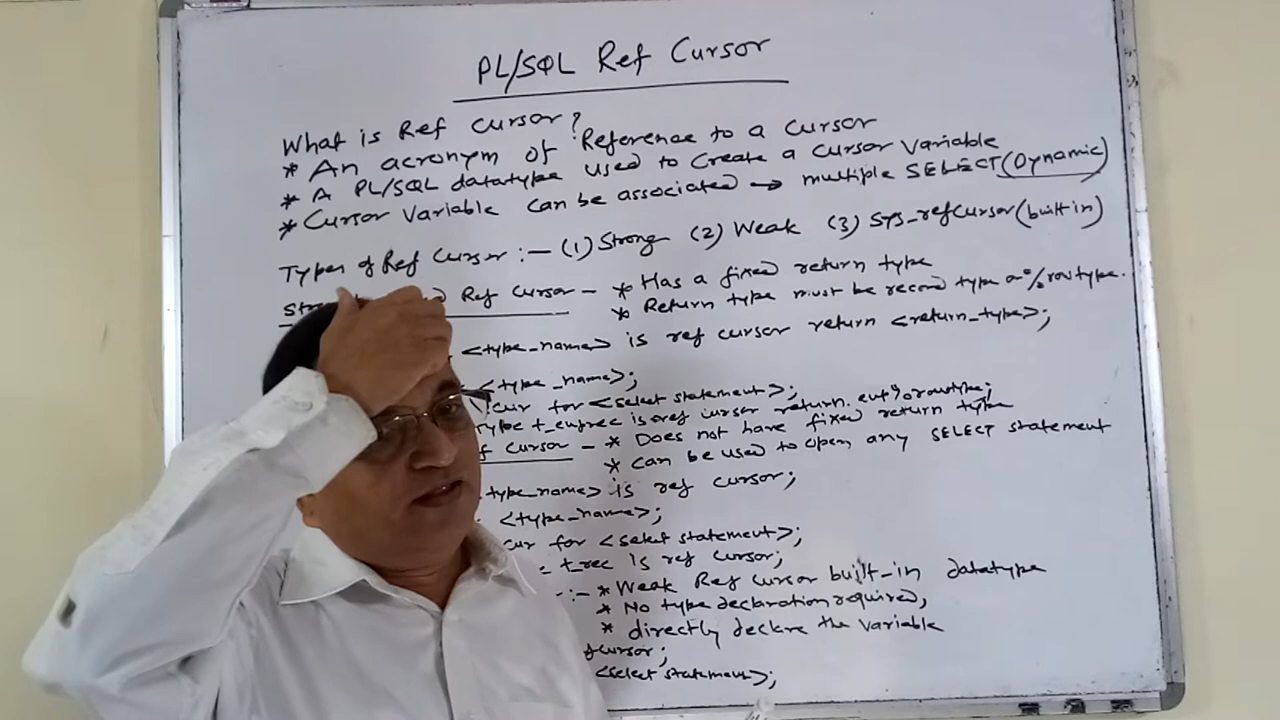 PL/SQL Ref Cursor
What is Ref cursor?
* An acronym of Reference to a cursor
* A PL/SQL datatype used to create a cursor variable
* Cursor variable can be associated → multiple SELECT (Dynamic)
Types of Ref Cursor :- (1) Strong (2) Weak (3) Sys_refcursor (built in)
Ref Cursor - * Has a fixed return type
* Return type must be record type or %rowtype.
<type_name> is ref cursor return <return_type>;
<type_name>;
cur for <select statement>;
type t_emprec is ref cursor return emp%rowtype;
cursor - * Does not have fixed return type
* can be used to open any SELECT statement
type_name> is ref cursor;
<type_name>;
cur for <select statement>;
t_rec is ref cursor;
:- * Weak Ref cursor built-in datatype
* No type declaration required,
* directly declare the variable
fcursor;
<select statement>;